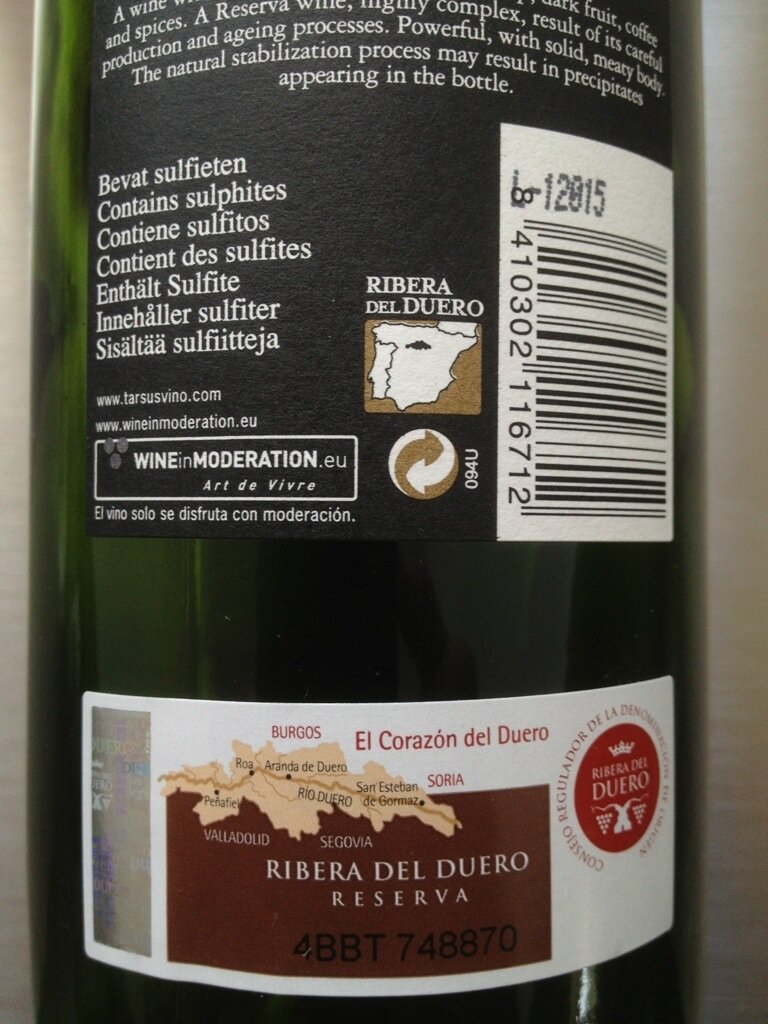 A wine
dark fruit, coffee
and spices. A Reserva wine, highly complex, result of its careful
production and ageing processes. Powerful, with solid, meaty body.
The natural stabilization process may result in precipitates
appearing in the bottle.
Bevat sulfieten
Contains sulphites
Contiene sulfitos
Contient des sulfites
Enthält Sulfite
Innehåller sulfiter
Sisältää sulfiitteja
www.tarsusvino.com
www.wineinmoderation.eu
WINEinMODERATION.eu
Art de Vivre
El vino solo se disfruta con moderación.
RIBERA
DEL DUERO
094U
L-12015
8 410302 116712
BURGOS
El Corazón del Duero
Roa
Aranda de Duero
SORIA
Peñafiel
RÍO DUERO
San Esteban
de Gormaz
VALLADOLID
SEGOVIA
RIBERA DEL DUERO
RESERVA
4BBT 748870
CONSEJO REGULADOR DE LA DENOMINACIÓN DE ORIGEN
RIBERA DEL
DUERO